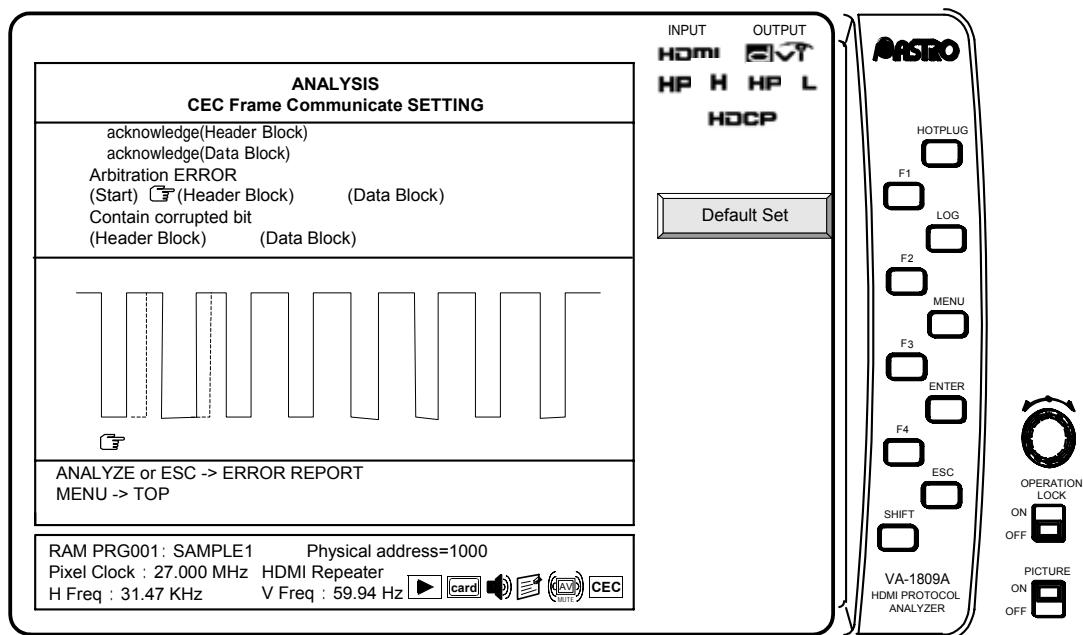 INPUT OUTPUT
HDMI
HP H HP L
HDCP
ANALYSIS
CEC Frame Communicate SETTING
acknowledge(Header Block)
acknowledge(Data Block)
Arbitration ERROR
(Start) (Header Block) (Data Block)
Contain corrupted bit
(Header Block) (Data Block)
Default Set
ANALYZE or ESC -> ERROR REPORT
MENU -> TOP
RAM PRG001: SAMPLE1 Physical address=1000
Pixel Clock : 27.000 MHz HDMI Repeater
H Freq : 31.47 KHz V Freq : 59.94 Hz card AV MUTE CEC
ASTRO
HOTPLUG
F1
LOG
F2
MENU
F3
ENTER
F4
ESC
SHIFT
VA-1809A
HDMI PROTOCOL
ANALYZER
OPERATION
LOCK
ON
OFF
PICTURE
ON
OFF